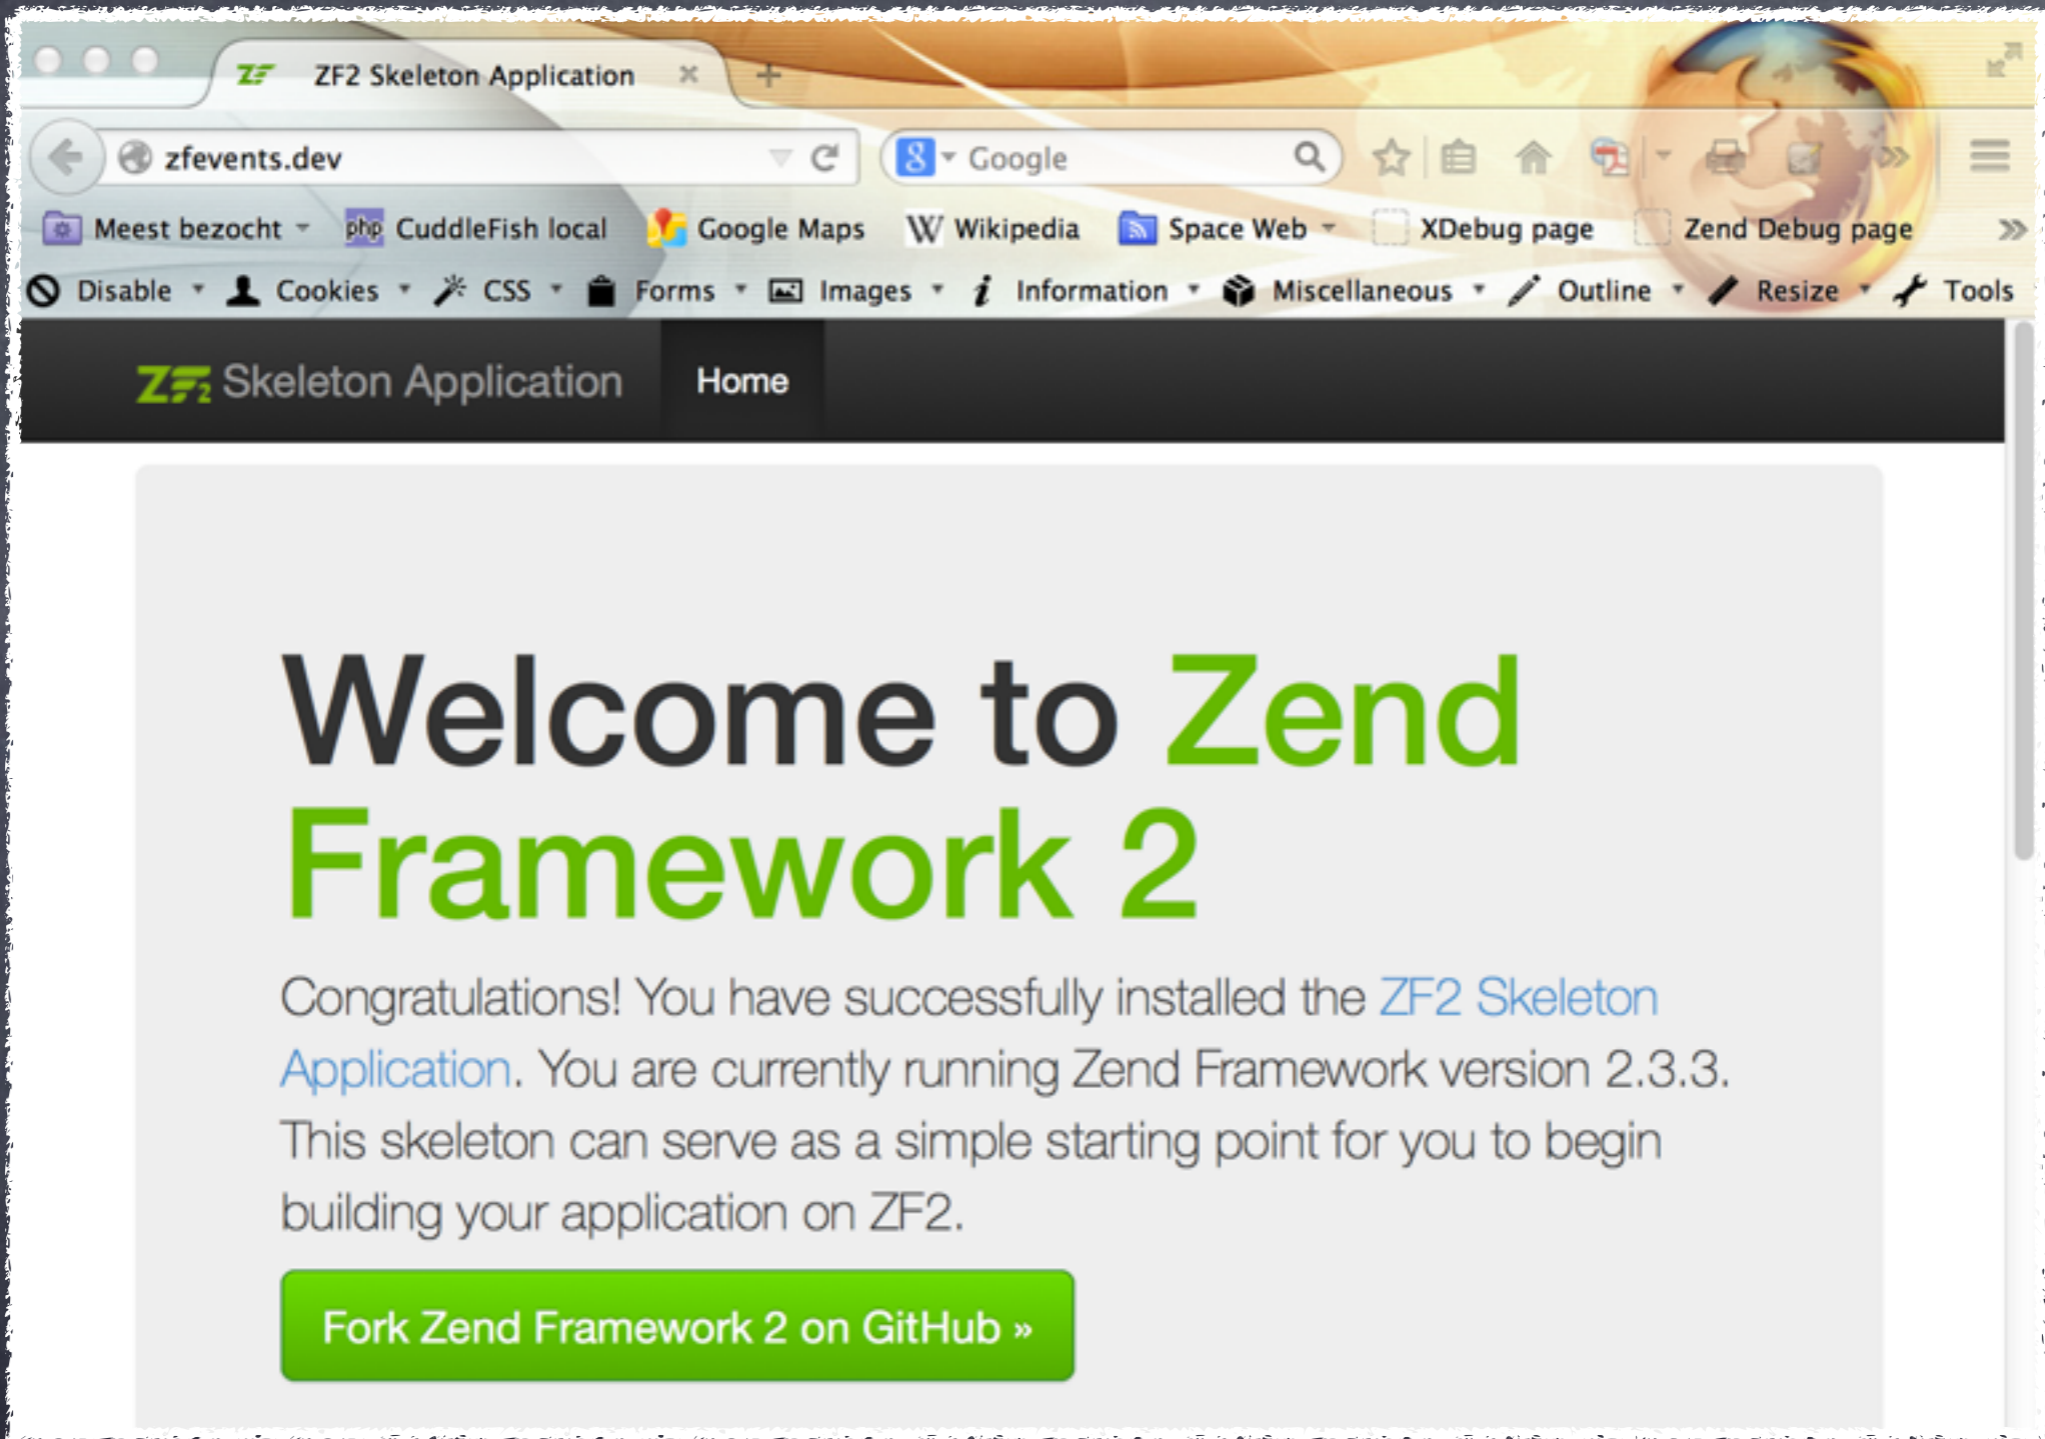 ZF2 Skeleton Application
zfevents.dev
Google
Meest bezocht
php CuddleFish local
Google Maps
W Wikipedia
Space Web
XDebug page
Zend Debug page
Disable
Cookies
CSS
Forms
Images
Information
Miscellaneous
Outline
Resize
Tools
ZF2 Skeleton Application
Home
Welcome to Zend
Framework 2
Congratulations! You have successfully installed the ZF2 Skeleton
Application. You are currently running Zend Framework version 2.3.3.
This skeleton can serve as a simple starting point for you to begin
building your application on ZF2.
Fork Zend Framework 2 on GitHub »